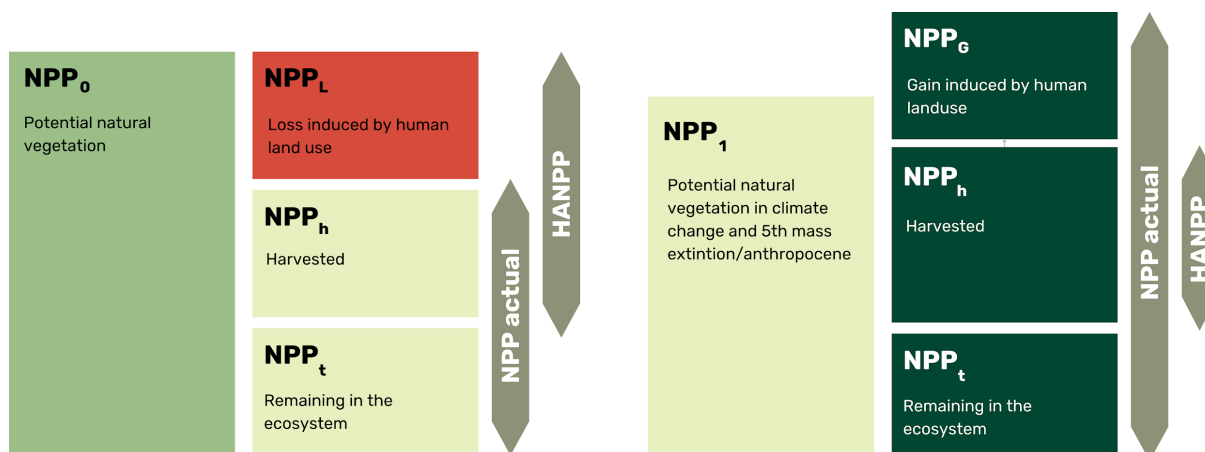 NPP0
Potential natural
vegetation
NPPL
Loss induced by human
land use
NPPh
Harvested
NPPt
Remaining in the
ecosystem
NPP actual
HANPP
NPP1
Potential natural
vegetation in climate
change and 5th mass
extintion/anthropocene
NPPG
Gain induced by human
landuse
NPPh
Harvested
NPPt
Remaining in the
ecosystem
NPP actual
HANPP